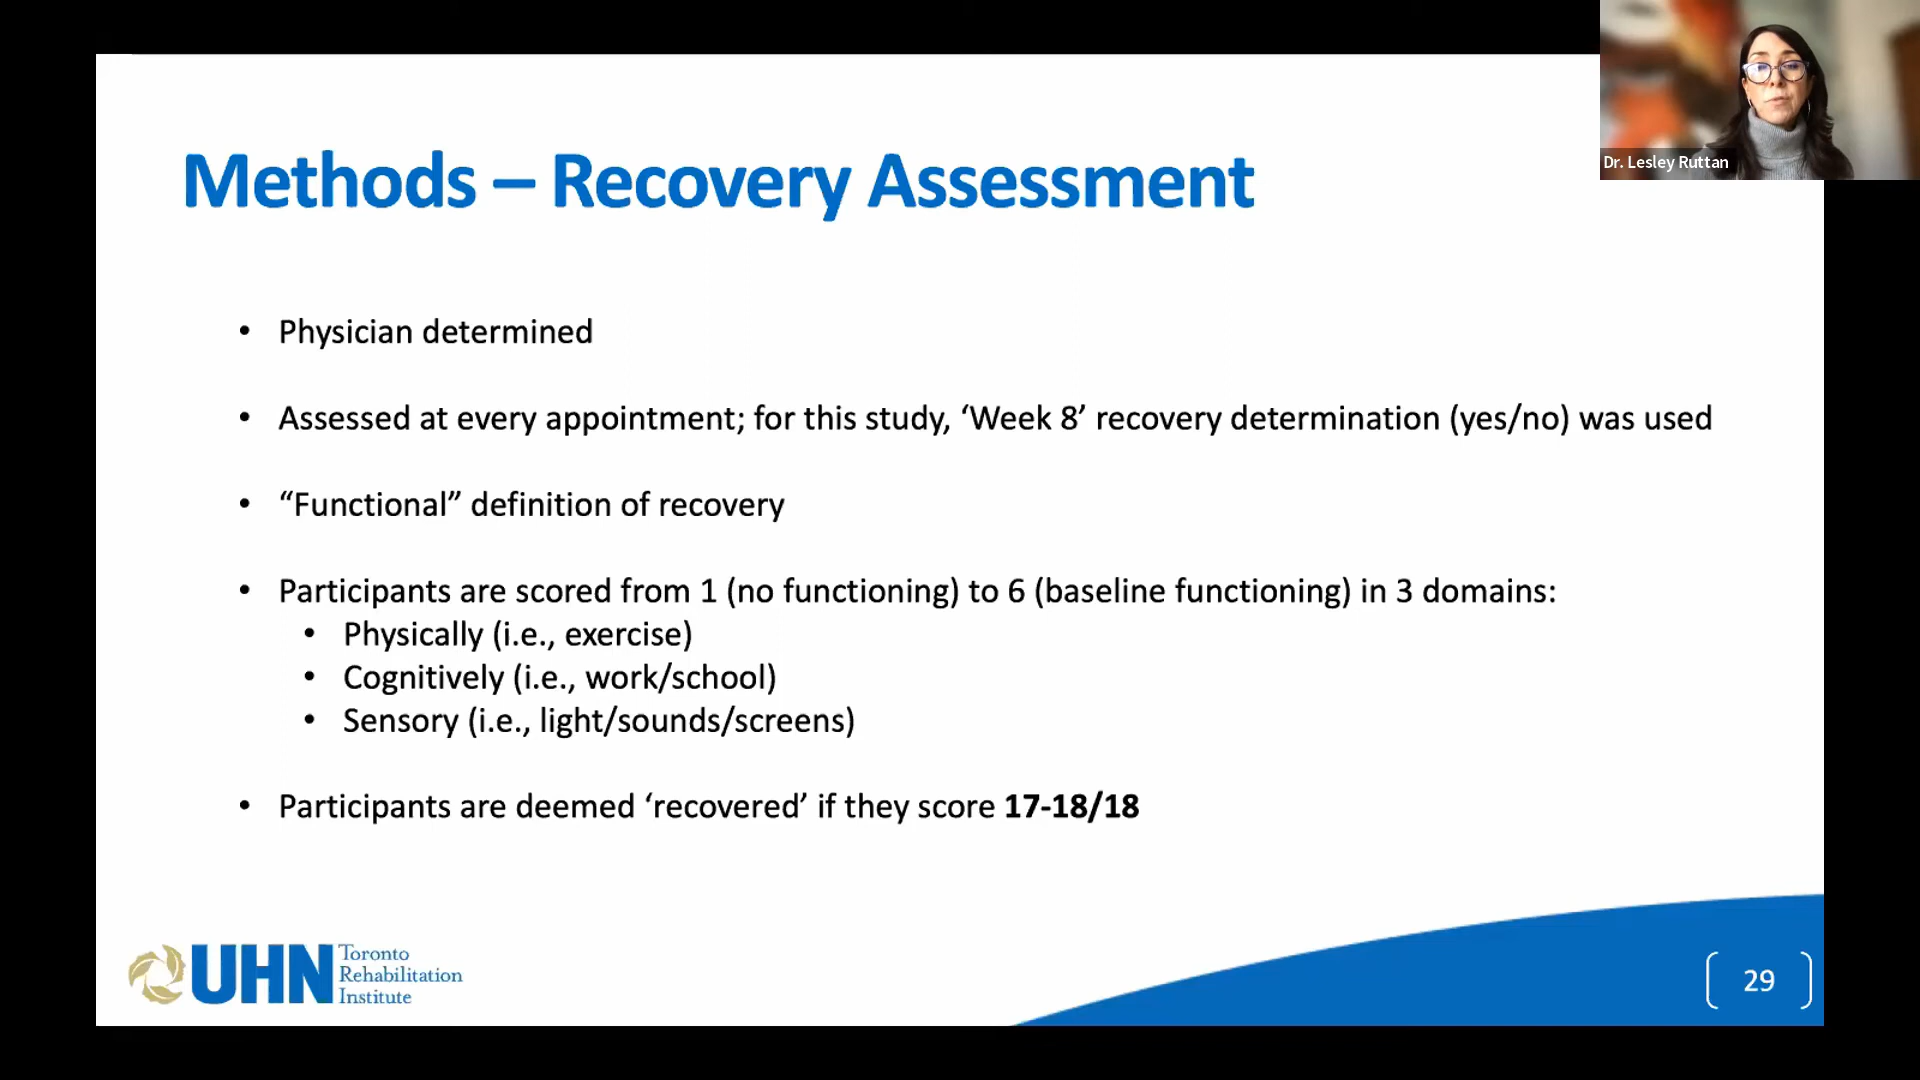 Dr. Lesley Ruttan
Methods – Recovery Assessment
• Physician determined
• Assessed at every appointment; for this study, ‘Week 8’ recovery determination (yes/no) was used
• “Functional” definition of recovery
• Participants are scored from 1 (no functioning) to 6 (baseline functioning) in 3 domains:
• Physically (i.e., exercise)
• Cognitively (i.e., work/school)
• Sensory (i.e., light/sounds/screens)
• Participants are deemed ‘recovered’ if they score 17-18/18
UHN
Toronto
Rehabilitation
Institute
29